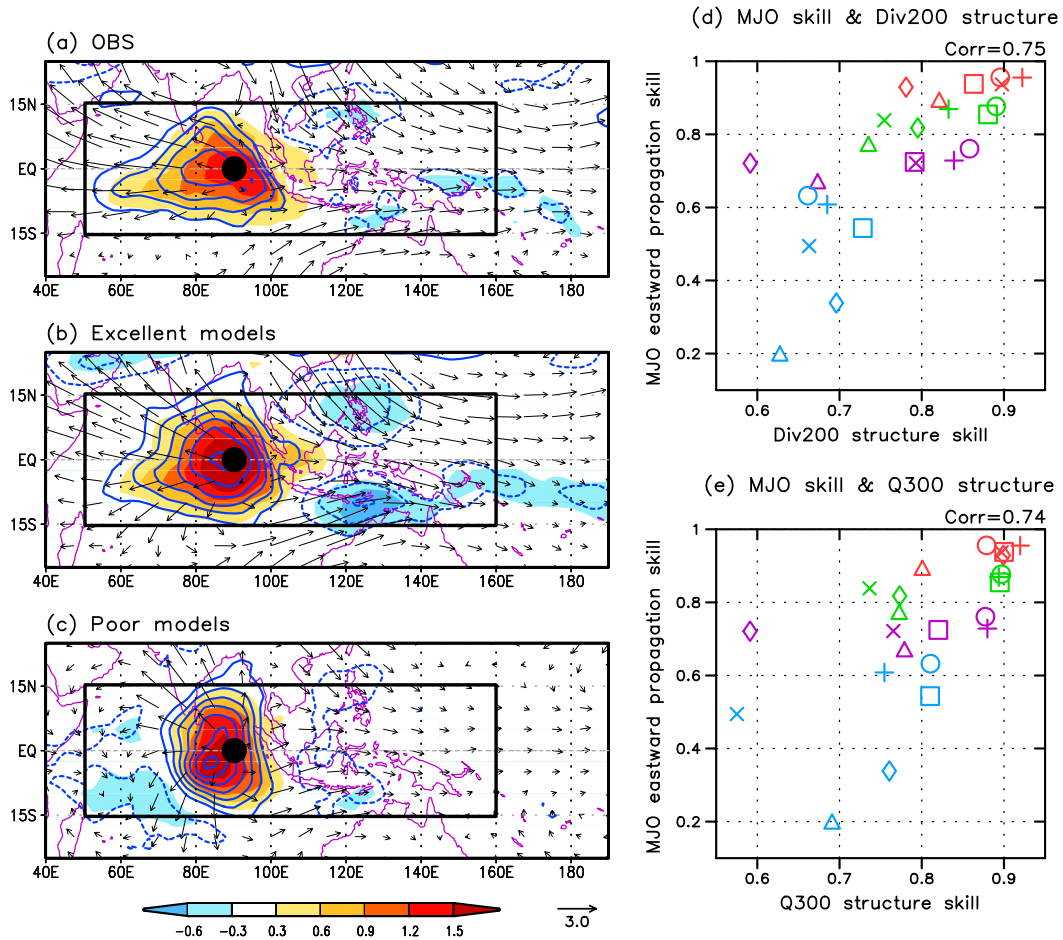 (a) OBS
15N
EQ
15S
40E 60E 80E 100E 120E 140E 160E 180
(b) Excellent models
15N
EQ
15S
40E 60E 80E 100E 120E 140E 160E 180
(c) Poor models
15N
EQ
15S
40E 60E 80E 100E 120E 140E 160E 180
-0.6 -0.3 0.3 0.6 0.9 1.2 1.5
3.0
(d) MJO skill & Div200 structure
Corr=0.75
MJO eastward propagation skill
1
0.8
0.6
0.4
0.2
0.6 0.7 0.8 0.9
Div200 structure skill
(e) MJO skill & Q300 structure
Corr=0.74
MJO eastward propagation skill
1
0.8
0.6
0.4
0.2
0.6 0.7 0.8 0.9
Q300 structure skill